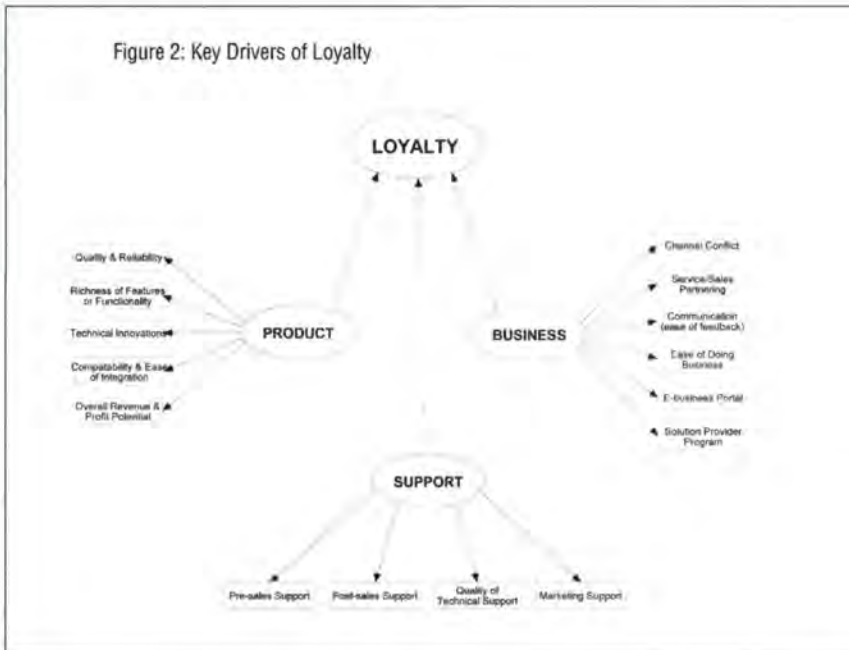 Figure 2: Key Drivers of Loyalty
LOYALTY
Quality & Reliability
Richness of Features
or Functionality
Technical Innovations
Compatability & Ease
of Integration
Overall Revenue &
Profit Potential
PRODUCT
BUSINESS
Channel Conflict
Service/Sales
Partnering
Communication
(ease of feedback)
Ease of Doing
Business
E-business Portal
Solution Provider
Program
SUPPORT
Pre-sales Support
Post-sales Support
Quality of
Technical Support
Marketing Support